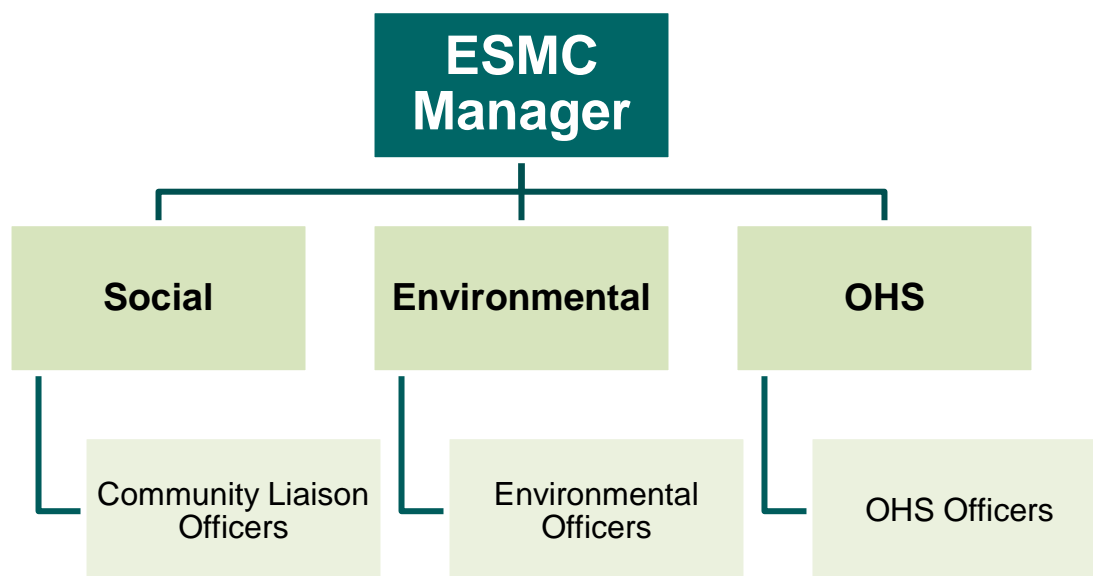 ESMC
Manager
Social
Environmental
OHS
Community Liaison
Officers
Environmental
Officers
OHS Officers